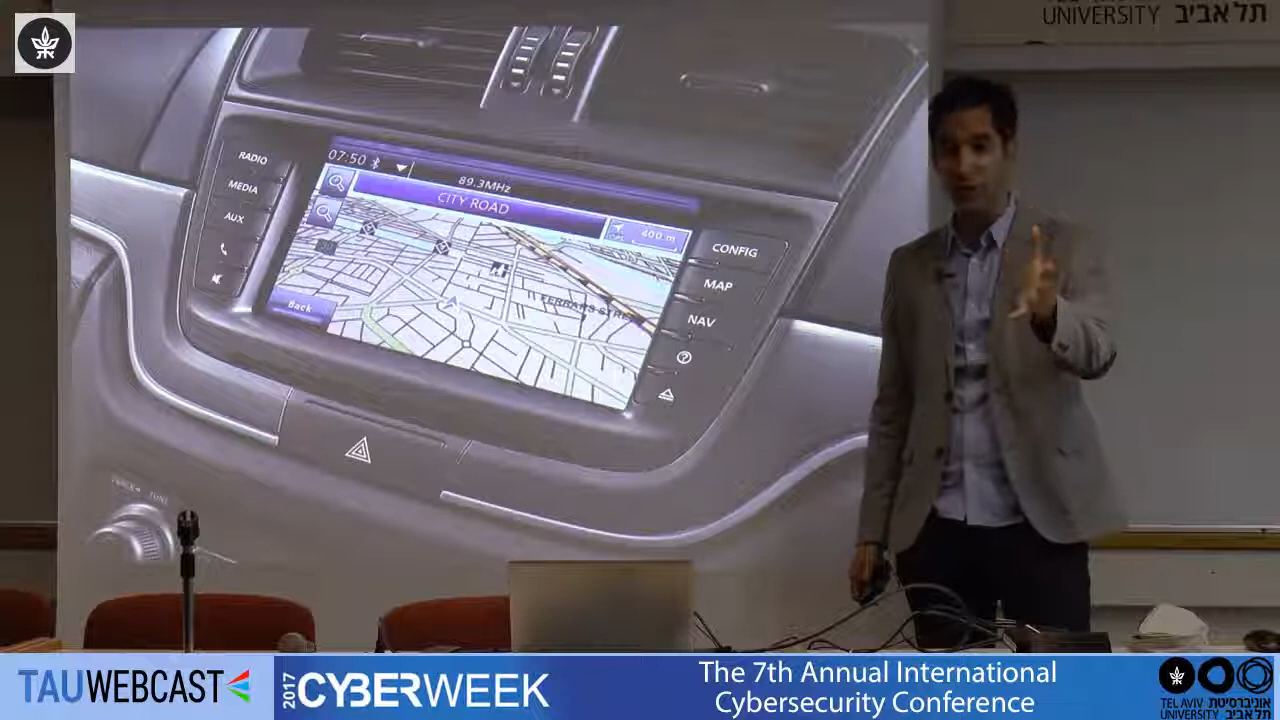 UNIVERSITY תל אביב
RADIO
MEDIA
AUX
07:50
89.3MHz
CITY ROAD
400 m
Back
CONFIG
MAP
NAV
?
TUNE
TAUWEBCAST
2017 CYBERWEEK
The 7th Annual International
Cybersecurity Conference
TEL AVIV אוניברסיטת
UNIVERSITY תל אביב